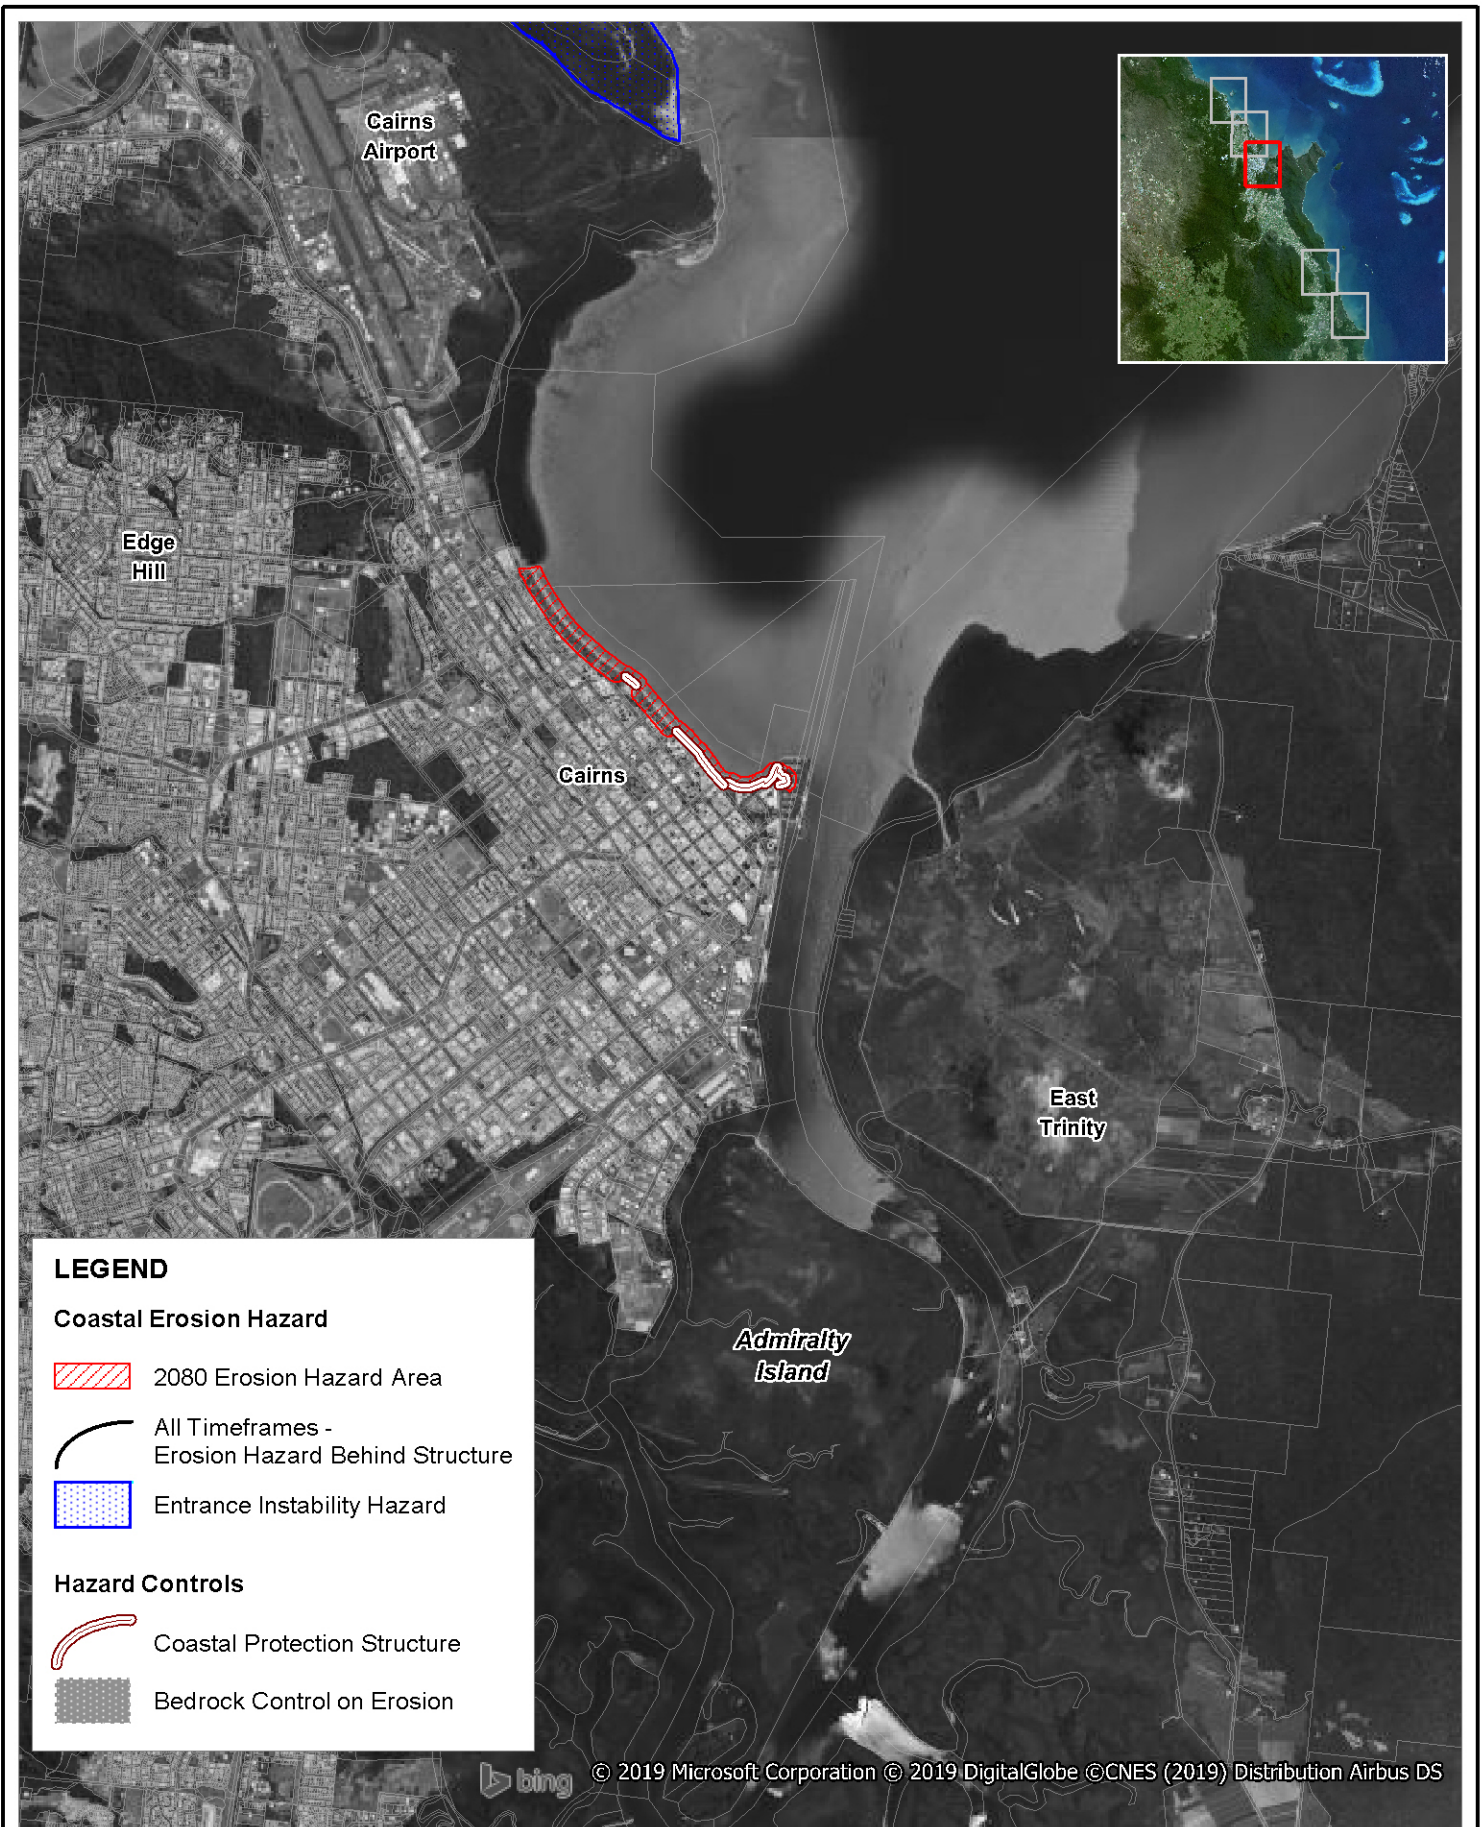 Cairns
Airport
Edge
Hill
Cairns
East
Trinity
Admiralty
Island
LEGEND
Coastal Erosion Hazard
2080 Erosion Hazard Area
All Timeframes -
Erosion Hazard Behind Structure
Entrance Instability Hazard
Hazard Controls
Coastal Protection Structure
Bedrock Control on Erosion
bing
© 2019 Microsoft Corporation © 2019 DigitalGlobe ©CNES (2019) Distribution Airbus DS